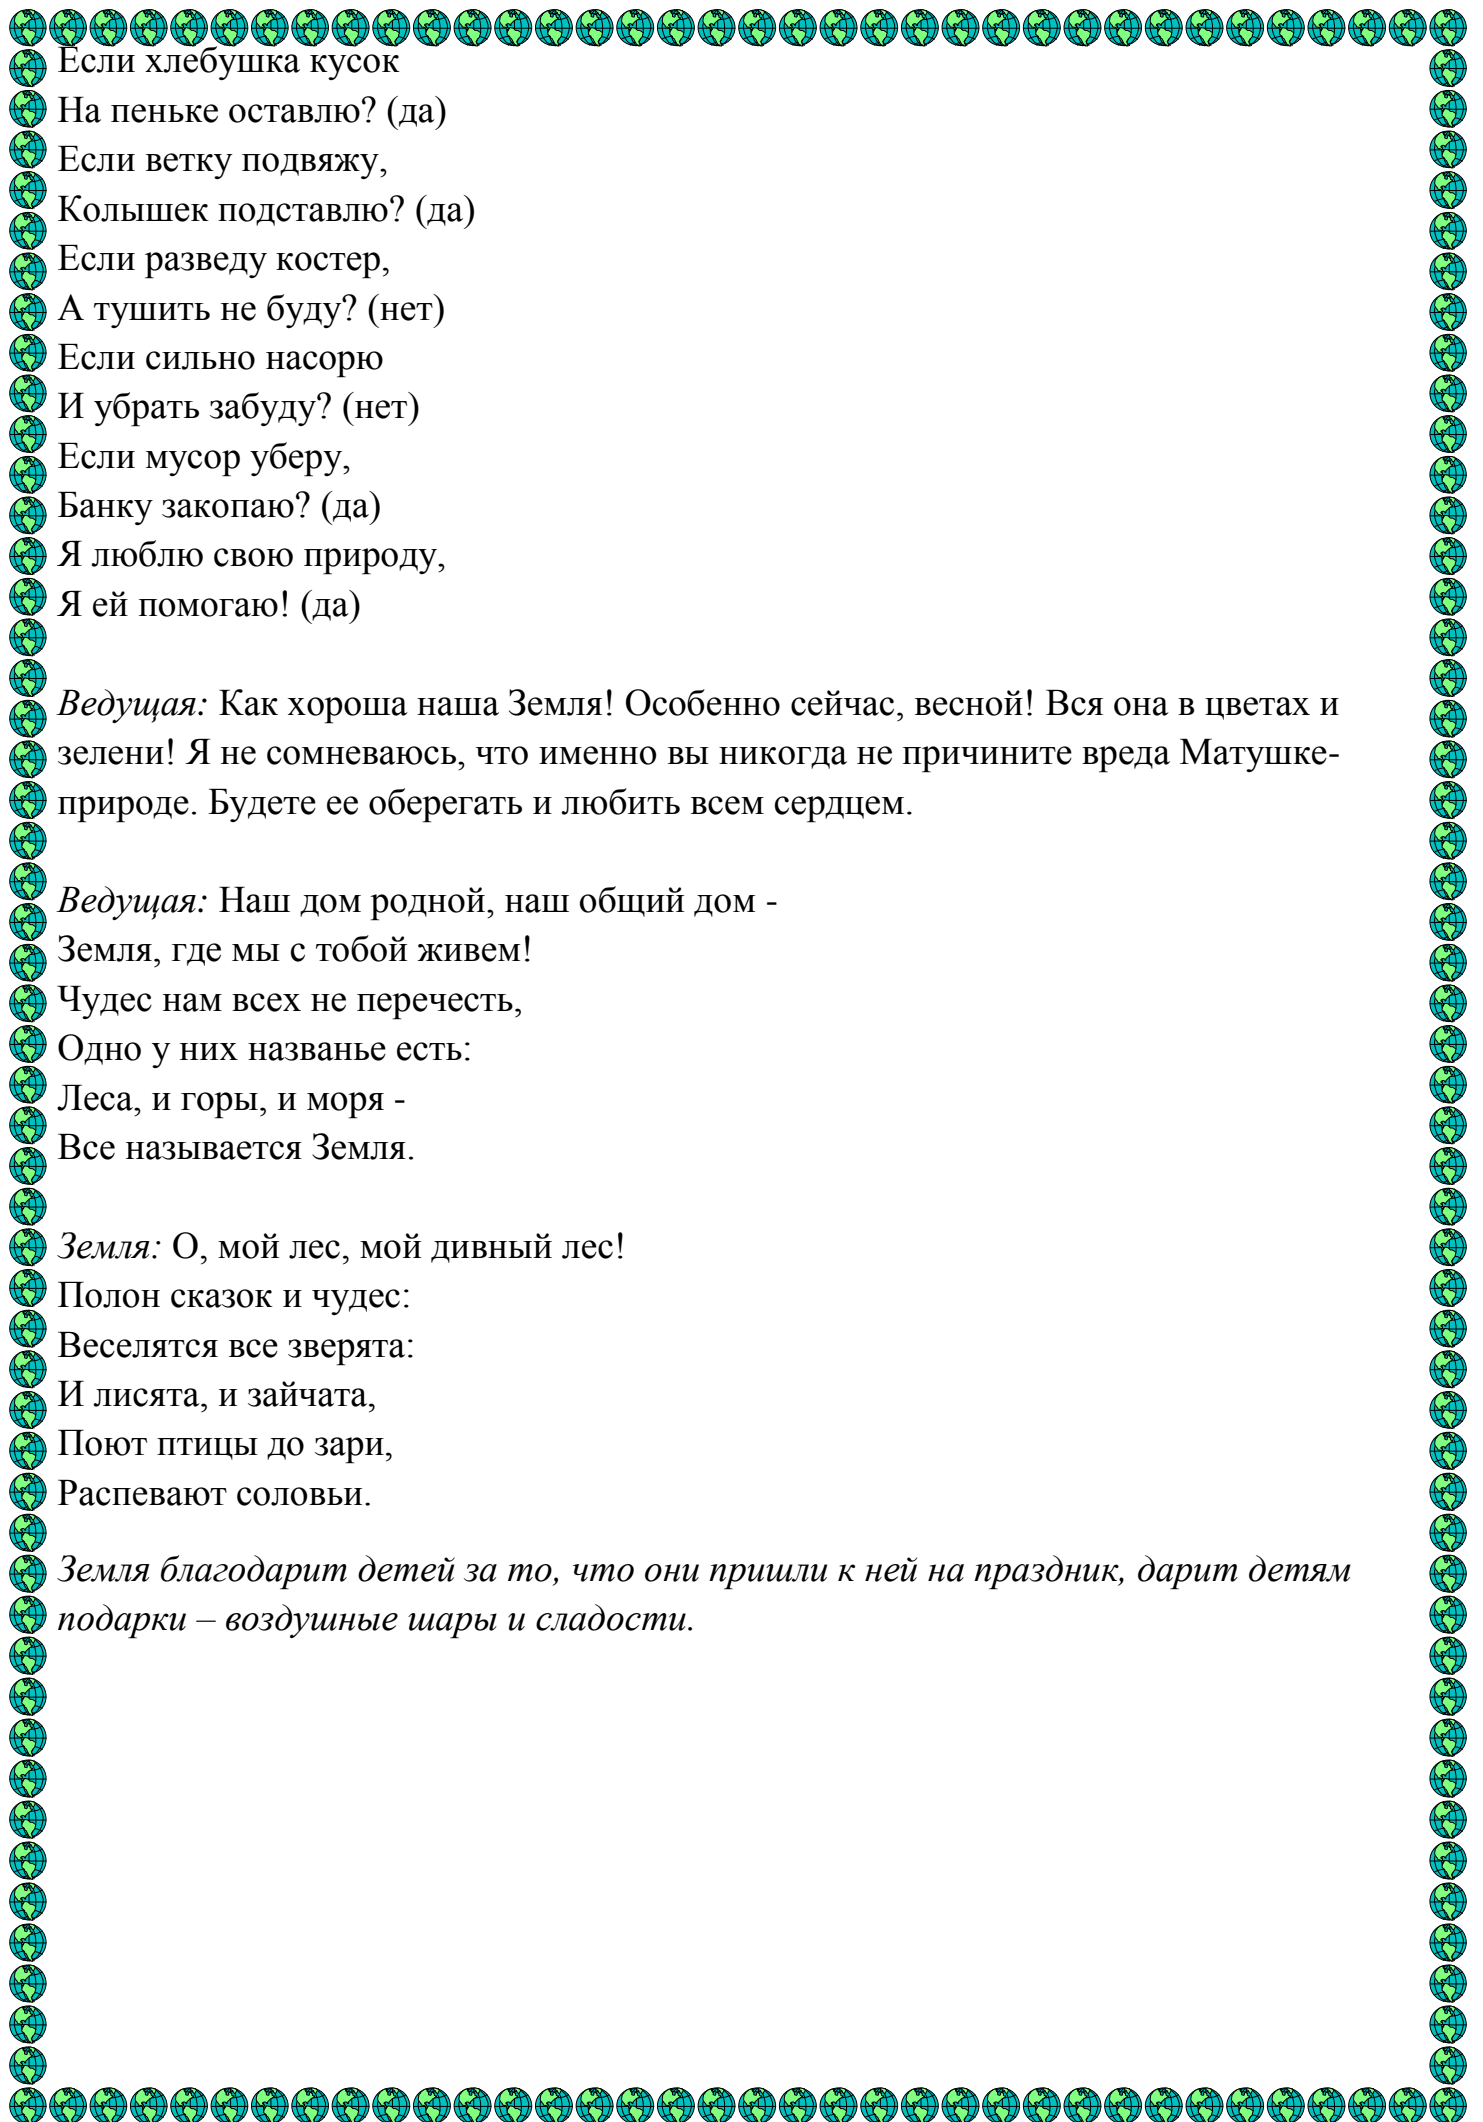 Если хлебушка кусок
На пеньке оставлю? (да)
Если ветку подвяжу,
Колышек подставлю? (да)
Если разведу костер,
А тушить не буду? (нет)
Если сильно насорю
И убрать забуду? (нет)
Если мусор уберу,
Банку закопаю? (да)
Я люблю свою природу,
Я ей помогаю! (да)
Ведущая: Как хороша наша Земля! Особенно сейчас, весной! Вся она в цветах и
зелени! Я не сомневаюсь, что именно вы никогда не причините вреда Матушке-
природе. Будете ее оберегать и любить всем сердцем.
Ведущая: Наш дом родной, наш общий дом -
Земля, где мы с тобой живем!
Чудес нам всех не перечесть,
Одно у них названье есть:
Леса, и горы, и моря -
Все называется Земля.
Земля: О, мой лес, мой дивный лес!
Полон сказок и чудес:
Веселятся все зверята:
И лисята, и зайчата,
Поют птицы до зари,
Распевают соловьи.
Земля благодарит детей за то, что они пришли к ней на праздник, дарит детям
подарки – воздушные шары и сладости.